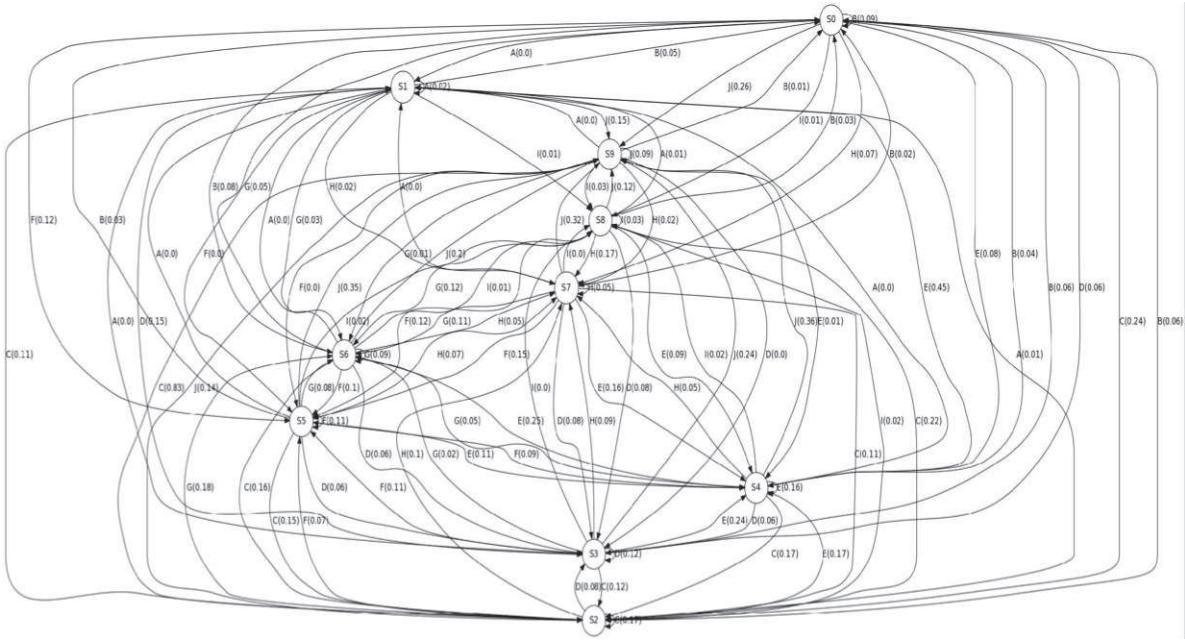 S0 B(0.09)
A(0.0) B(0.05)
S1 A(0.02)
J(0.26) B(0.01)
A(0.0) J(0.15) I(0.01) B(0.03)
I(0.01) S9 J(0.09) A(0.01) H(0.07) B(0.02)
B(0.08) G(0.05) H(0.02) A(0.0) I(0.03) J(0.12)
F(0.12) B(0.03) A(0.0) G(0.03) J(0.32) S8 I(0.03) H(0.02)
A(0.0) F(0.0) G(0.01) J(0.2) I(0.0) H(0.17) E(0.08) B(0.04)
F(0.0) J(0.35) G(0.12) I(0.01) S7 H(0.05) A(0.0) E(0.45) B(0.06) D(0.06)
A(0.0) D(0.15) I(0.02) F(0.12) G(0.11) H(0.05) J(0.36) E(0.01) C(0.24) B(0.06)
C(0.11) S6 G(0.09) H(0.07) F(0.15) E(0.09) I(0.02) J(0.24) D(0.0) A(0.01)
C(0.83) J(0.14) G(0.08) F(0.1) I(0.0) E(0.16) D(0.08) H(0.05)
S5 E(0.11) G(0.05) E(0.25) D(0.08) H(0.09) I(0.02) C(0.22)
D(0.06) H(0.1) G(0.02) E(0.11) F(0.09) C(0.11)
G(0.18) C(0.16) D(0.06) F(0.11) S4 E(0.16)
C(0.15) F(0.07) E(0.24) D(0.06)
S3 D(0.12) C(0.17) E(0.17)
D(0.08) C(0.12)
S2 C(0.17)